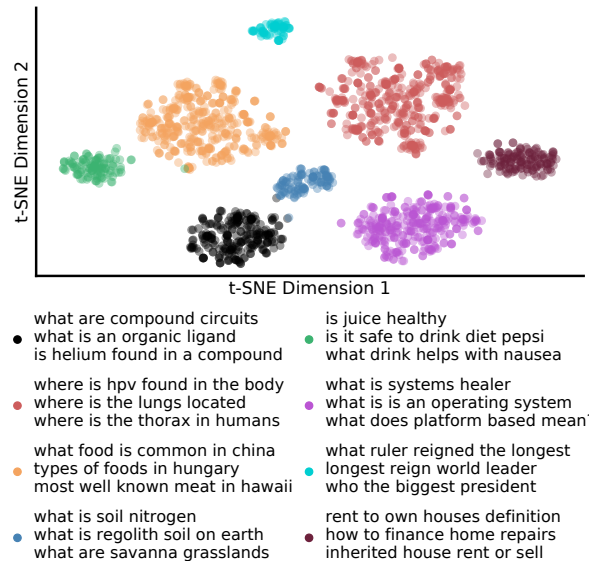 t-SNE Dimension 2
t-SNE Dimension 1
what are compound circuits
what is an organic ligand
is helium found in a compound
where is hpv found in the body
where is the lungs located
where is the thorax in humans
what food is common in china
types of foods in hungary
most well known meat in hawaii
what is soil nitrogen
what is regolith soil on earth
what are savanna grasslands
is juice healthy
is it safe to drink diet pepsi
what drink helps with nausea
what is systems healer
what is is an operating system
what does platform based mean?
what ruler reigned the longest
longest reign world leader
who the biggest president
rent to own houses definition
how to finance home repairs
inherited house rent or sell